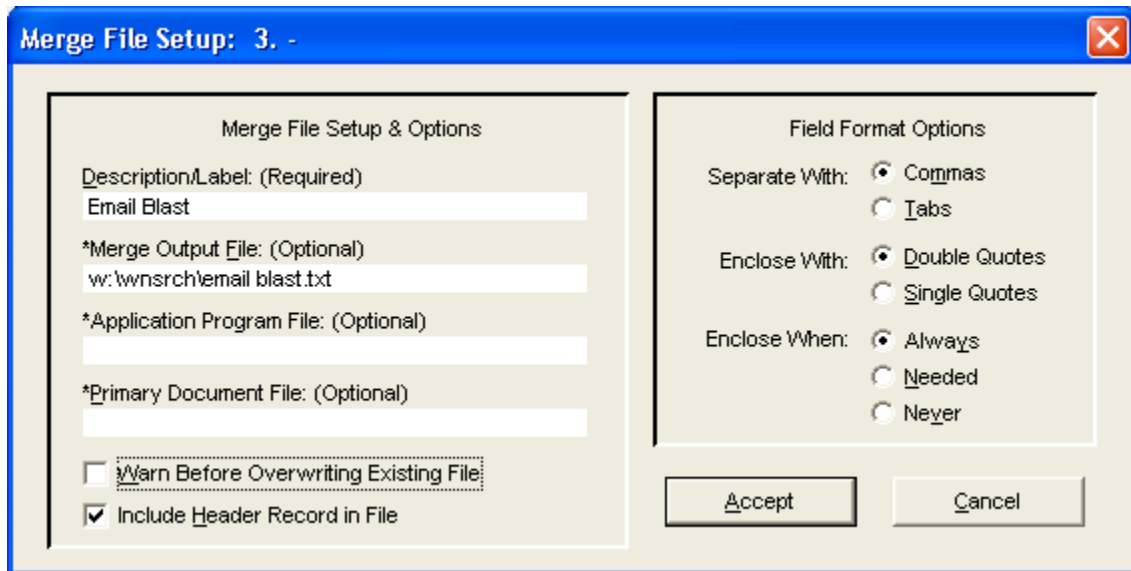 Merge File Setup: 3. -
Merge File Setup & Options
Description/Label: (Required)
Email Blast
*Merge Output File: (Optional)
w:\wnsrch\email blast.txt
*Application Program File: (Optional)
*Primary Document File: (Optional)
Warn Before Overwriting Existing File
Include Header Record in File
Field Format Options
Separate With: Commas
Tabs
Enclose With: Double Quotes
Single Quotes
Enclose When: Always
Needed
Never
Accept Cancel